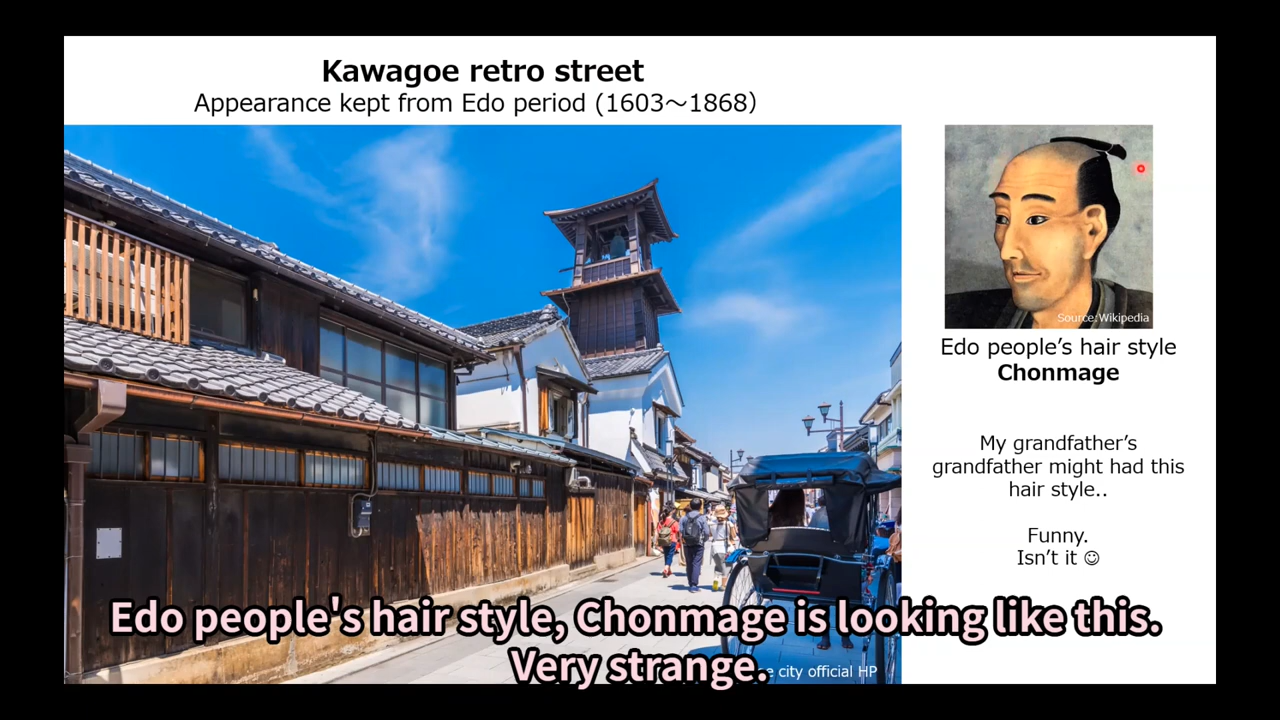 Kawagoe retro street
Appearance kept from Edo period (1603～1868)
Source: Wikipedia
Edo people’s hair style
Chonmage
My grandfather’s
grandfather might had this
hair style..
Funny.
Isn’t it ☺
city official HP
Edo people's hair style, Chonmage is looking like this.
Very strange.